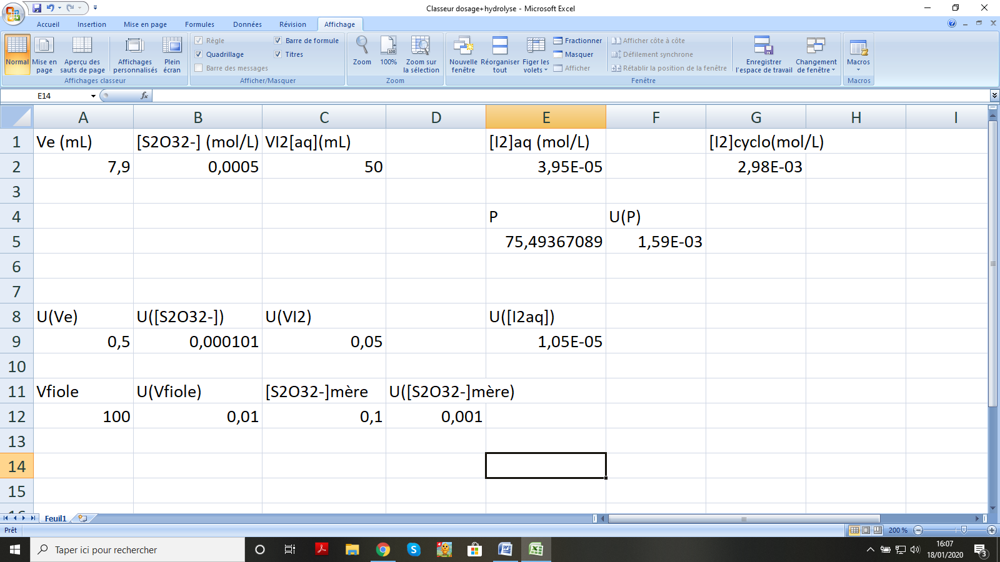 Classeur dosage+hydrolyse - Microsoft Excel
Accueil Insertion Mise en page Formules Données Révision Affichage
Normal Mise en page Aperçu des sauts de page Affichages personnalisés Plein écran
Affichages classeur
Règle Barre de formule
Quadrillage Titres
Barre des messages
Afficher/Masquer
Zoom 100% Zoom sur la sélection
Zoom
Nouvelle fenêtre Réorganiser tout Figer les volets
Fractionner
Masquer
Afficher
Afficher côte à côte
Défilement synchrone
Rétablir la position de la fenêtre
Enregistrer l'espace de travail Changement de fenêtre
Fenêtre
Macros
Macros
E14 fx
A B C D E F G H I
1 Ve (mL) [S2O32-] (mol/L) VI2[aq](mL) [I2]aq (mol/L) [I2]cyclo(mol/L)
2 7,9 0,0005 50 3,95E-05 2,98E-03
3
4 P U(P)
5 75,49367089 1,59E-03
6
7
8 U(Ve) U([S2O32-]) U(VI2) U([I2aq])
9 0,5 0,000101 0,05 1,05E-05
10
11 Vfiole U(Vfiole) [S2O32-]mère U([S2O32-]mère)
12 100 0,01 0,1 0,001
13
14
15
16
Feuil1
Prêt 200 %
Taper ici pour rechercher
16:07
18/01/2020
3